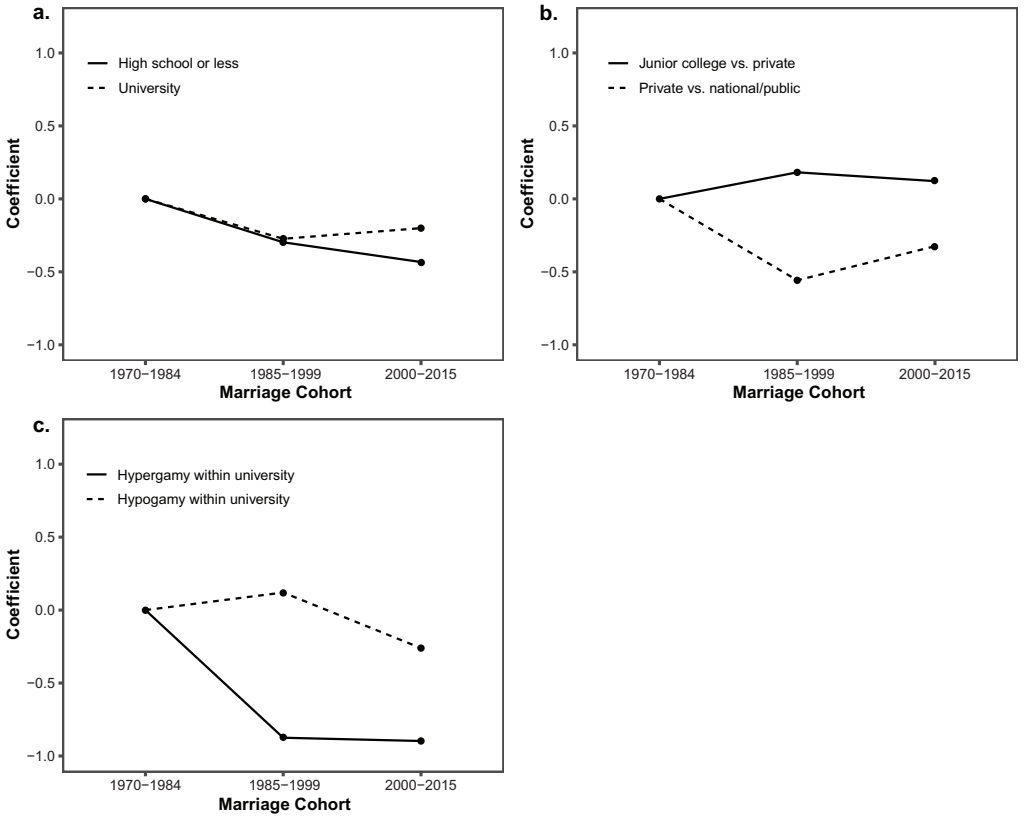 a.
1.0
0.5
0.0
−0.5
−1.0
Coefficient
High school or less
University
1970−1984
1985−1999
2000−2015
Marriage Cohort
b.
1.0
0.5
0.0
−0.5
−1.0
Coefficient
Junior college vs. private
Private vs. national/public
1970−1984
1985−1999
2000−2015
Marriage Cohort
c.
1.0
0.5
0.0
−0.5
−1.0
Coefficient
Hypergamy within university
Hypogamy within university
1970−1984
1985−1999
2000−2015
Marriage Cohort